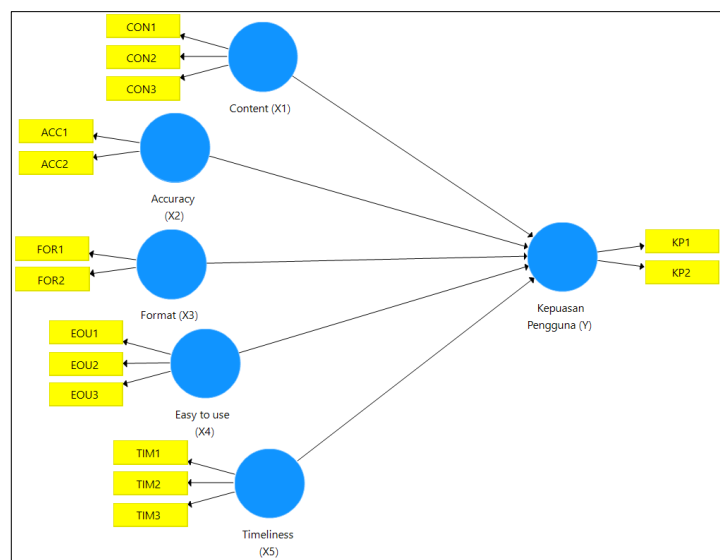 CON1
CON2
CON3
Content (X1)
ACC1
ACC2
Accuracy
(X2)
FOR1
FOR2
Format (X3)
EOU1
EOU2
EOU3
Easy to use
(X4)
TIM1
TIM2
TIM3
Timeliness
(X5)
KP1
KP2
Kepuasan
Pengguna (Y)